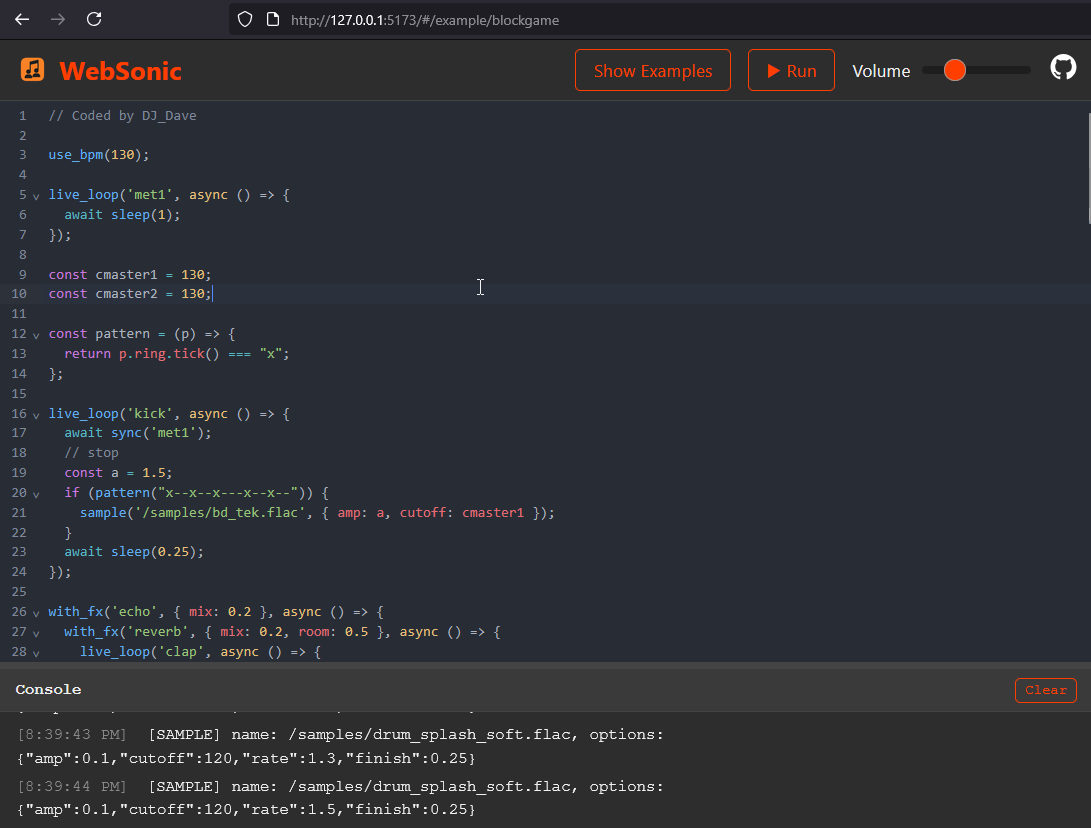 http://127.0.0.1:5173/#/example/blockgame
WebSonic
Show Examples
Run
Volume
1 // Coded by DJ_Dave
2
3 use_bpm(130);
4
5 live_loop('met1', async () => {
6   await sleep(1);
7 });
8
9 const cmaster1 = 130;
10 const cmaster2 = 130;
11
12 const pattern = (p) => {
13   return p.ring.tick() === "x";
14 };
15
16 live_loop('kick', async () => {
17   await sync('met1');
18   // stop
19   const a = 1.5;
20   if (pattern("x--x--x---x--x--")) {
21     sample('/samples/bd_tek.flac', { amp: a, cutoff: cmaster1 });
22   }
23   await sleep(0.25);
24 });
25
26 with_fx('echo', { mix: 0.2 }, async () => {
27   with_fx('reverb', { mix: 0.2, room: 0.5 }, async () => {
28     live_loop('clap', async () => {
Console
Clear
[8:39:43 PM] [SAMPLE] name: /samples/drum_splash_soft.flac, options:
{"amp":0.1,"cutoff":120,"rate":1.3,"finish":0.25}
[8:39:44 PM] [SAMPLE] name: /samples/drum_splash_soft.flac, options:
{"amp":0.1,"cutoff":120,"rate":1.5,"finish":0.25}